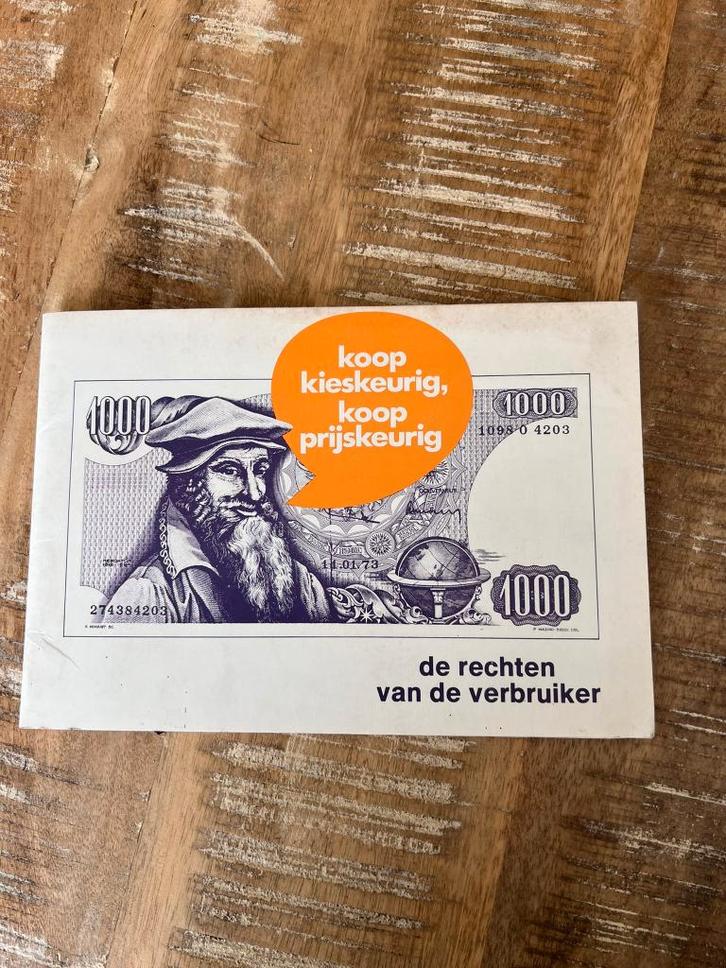 koop
kieskeurig,
koop
prijskeurig
1000
1000
1098 0 4203
11.01.73
274384203
1000
de rechten
van de verbruiker